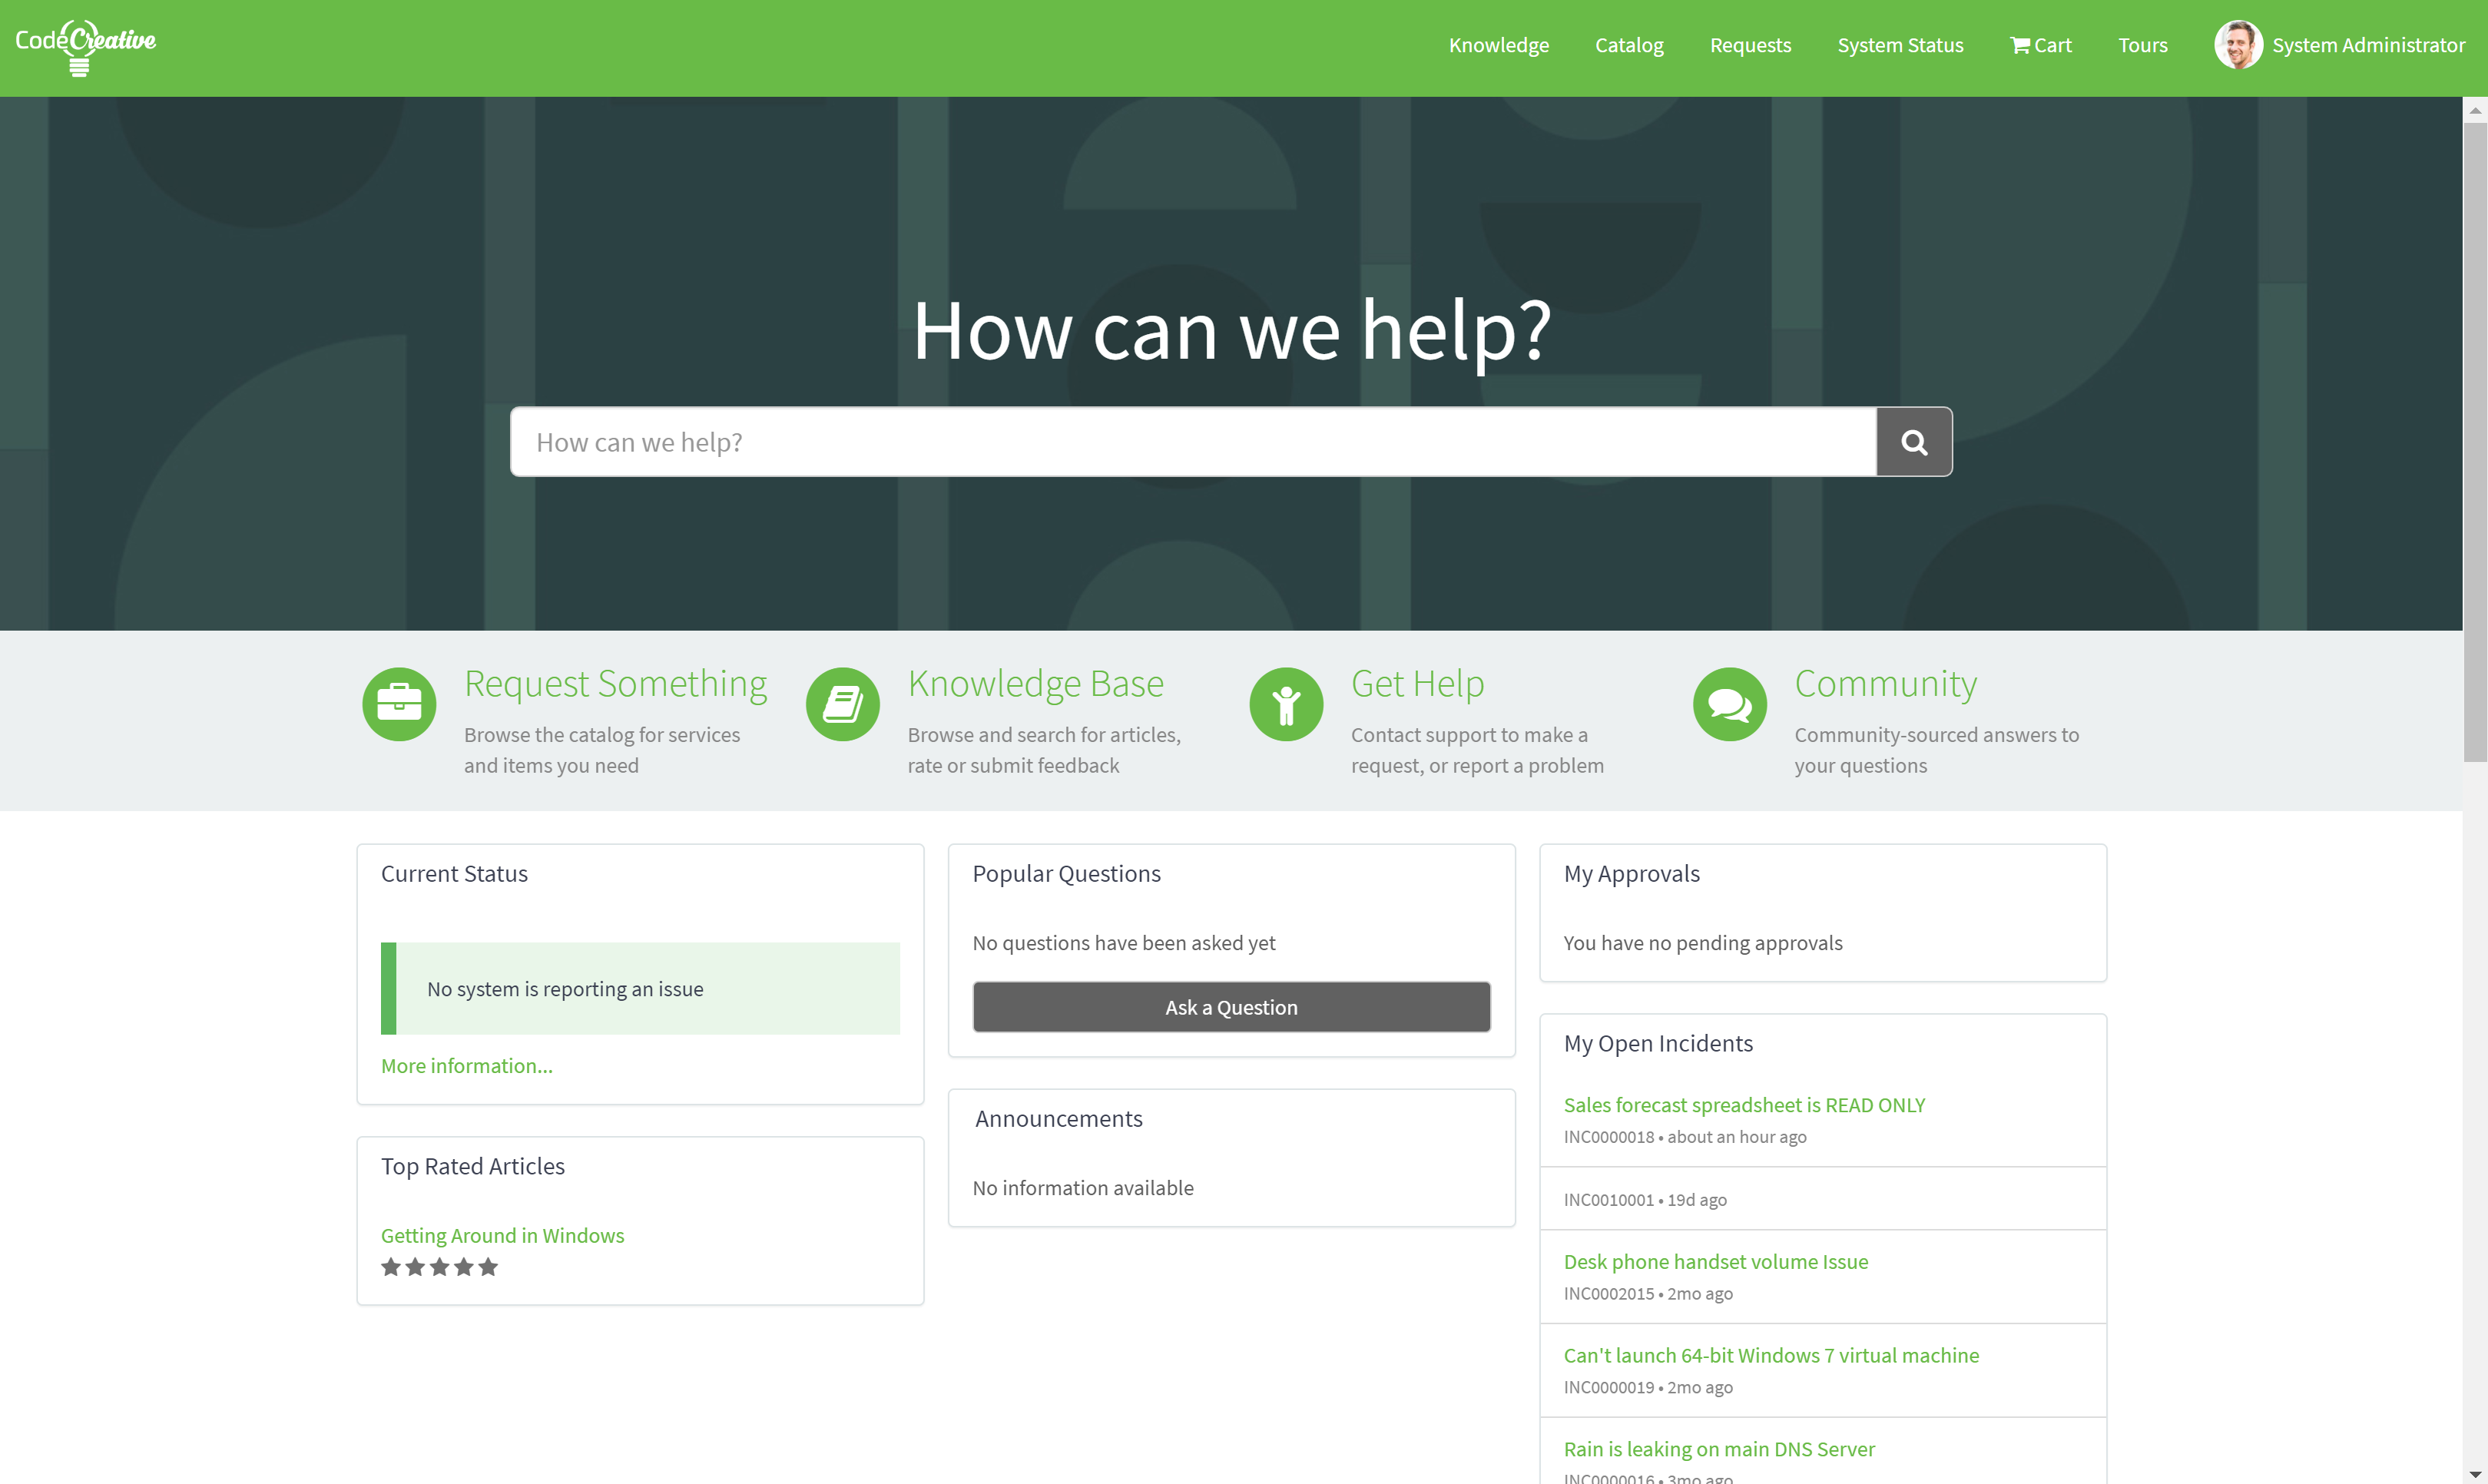 CodeCreative
Knowledge
Catalog
Requests
System Status
Cart
Tours
System Administrator
How can we help?
How can we help?
Request Something
Browse the catalog for services
and items you need
Knowledge Base
Browse and search for articles,
rate or submit feedback
Get Help
Contact support to make a
request, or report a problem
Community
Community-sourced answers to
your questions
Current Status
No system is reporting an issue
More information...
Top Rated Articles
Getting Around in Windows
Popular Questions
No questions have been asked yet
Ask a Question
Announcements
No information available
My Approvals
You have no pending approvals
My Open Incidents
Sales forecast spreadsheet is READ ONLY
INC0000018 • about an hour ago
INC0010001 • 19d ago
Desk phone handset volume Issue
INC0002015 • 2mo ago
Can't launch 64-bit Windows 7 virtual machine
INC0000019 • 2mo ago
Rain is leaking on main DNS Server
INC0000016 • 3mo ago